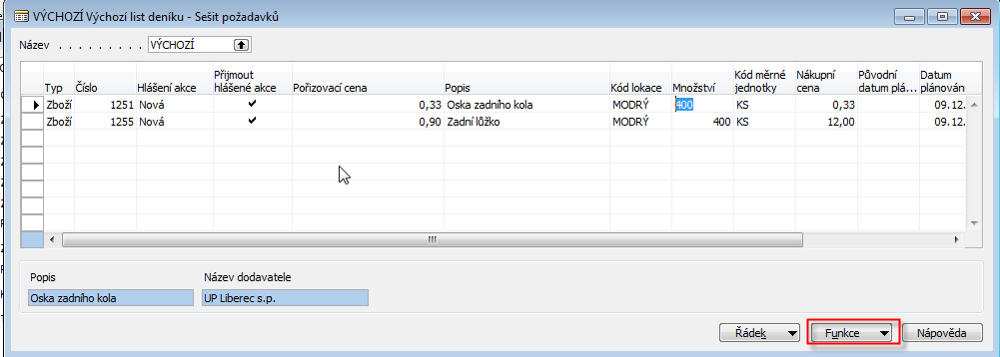 VÝCHOZÍ Výchozí list deníku - Sešit požadavků
Název . . . . . . . . . VÝCHOZÍ
Typ Číslo Hlášení akce Přijmout hlášené akce Pořizovací cena Popis Kód lokace Množství Kód měrné jednotky Nákupní cena Původní datum plá... Datum plánován
Zboží 1251 Nová ✔ 0,33 Oska zadního kola MODRÝ 400 KS 0,33 09.12.
Zboží 1255 Nová ✔ 0,90 Zadní lůžko MODRÝ 400 KS 12,00 09.12.
Popis Název dodavatele
Oska zadního kola UP Liberec s.p.
Řádek Funkce Nápověda